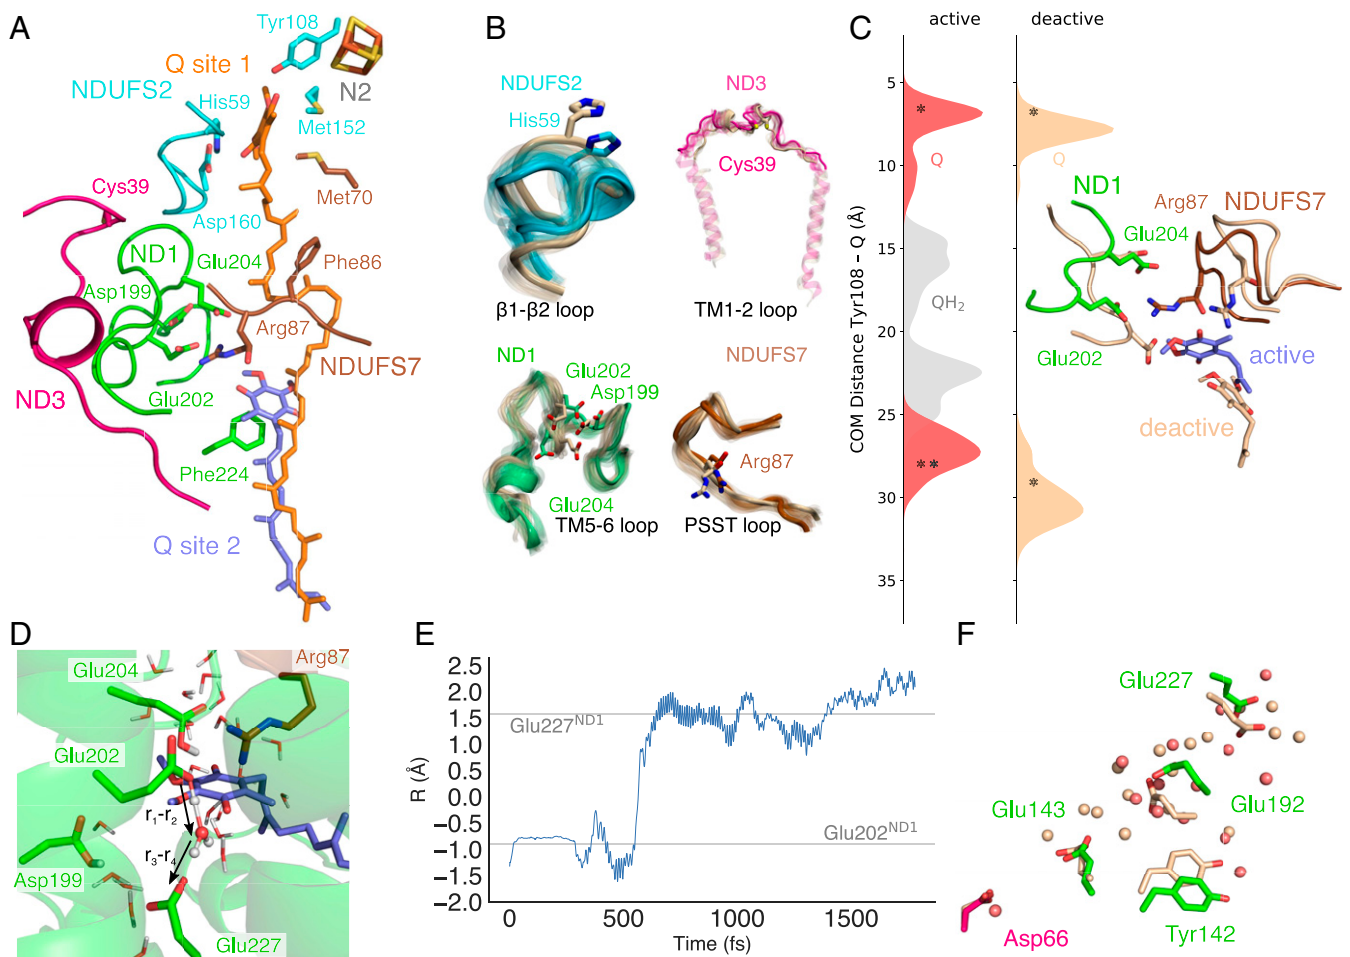 A
Tyr108
Q site 1
N2
NDUFS2
His59
Met152
Cys39
Met70
Asp160
ND1
Glu204
Phe86
Asp199
Arg87
NDUFS7
ND3
Glu202
Phe224
Q site 2
B
NDUFS2
ND3
His59
Cys39
β1-β2 loop
TM1-2 loop
ND1
NDUFS7
Glu202
Asp199
Arg87
Glu204
TM5-6 loop
PSST loop
C
active
deactive
COM Distance Tyr108 – Q (Å)
5
10
15
20
25
30
35
*
Q
QH2
**
*
Q
*
ND1
Arg87
NDUFS7
Glu204
Glu202
active
deactive
D
Arg87
Glu204
Glu202
r1-r2
r3-r4
Asp199
Glu227
E
R (Å)
2.5
2.0
1.5
1.0
0.5
0.0
−0.5
−1.0
−1.5
−2.0
Glu227ND1
Glu202ND1
0
500
1000
1500
Time (fs)
F
Glu227
Glu143
Glu192
Asp66
Tyr142